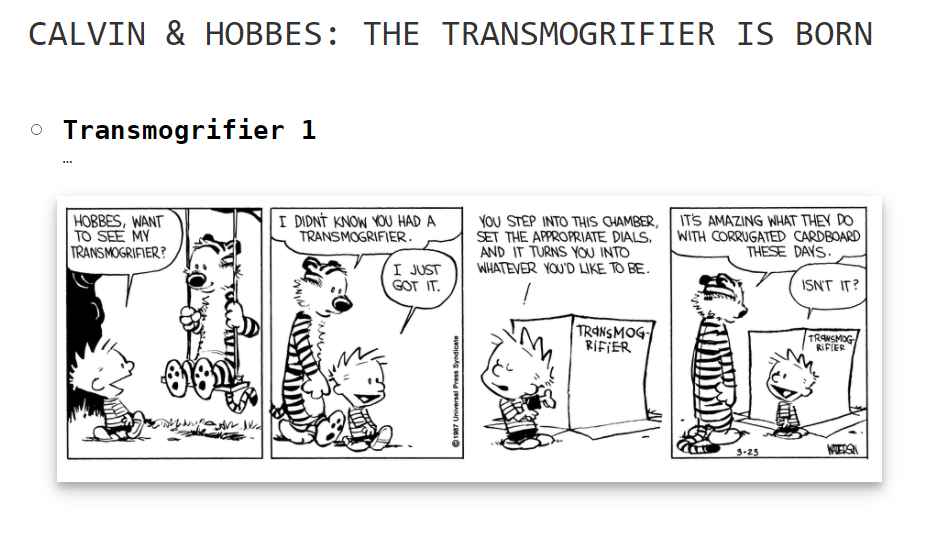 CALVIN & HOBBES: THE TRANSMOGRIFIER IS BORN
Transmogrifier 1
…
HOBBES, WANT
TO SEE MY
TRANSMOGRIFIER?
I DIDN'T KNOW YOU HAD A
TRANSMOGRIFIER.
I JUST
GOT IT.
©1987 Universal Press Syndicate
YOU STEP INTO THIS CHAMBER,
SET THE APPROPRIATE DIALS,
AND IT TURNS YOU INTO
WHATEVER YOU'D LIKE TO BE.
TRANSMOG-
RIFIER
IT'S AMAZING WHAT THEY DO
WITH CORRUGATED CARDBOARD
THESE DAYS.
ISN'T IT?
TRANSMOG-
RIFIER
3-23
WATTERSON